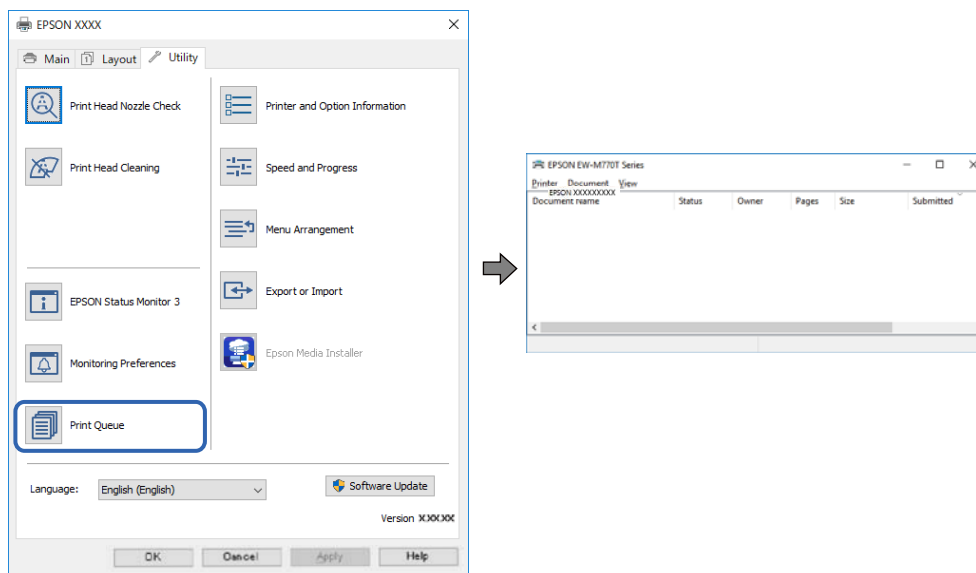 EPSON XXXX
Main
Layout
Utility
Print Head Nozzle Check
Print Head Cleaning
EPSON Status Monitor 3
Monitoring Preferences
Print Queue
Printer and Option Information
Speed and Progress
Menu Arrangement
Export or Import
Epson Media Installer
Language: English (English)
Software Update
Version X.XX.XX
OK Cancel Apply Help
EPSON EW-M770T Series
Printer Document View
EPSON XXXXXXXXX
Document Name Status Owner Pages Size Submitted